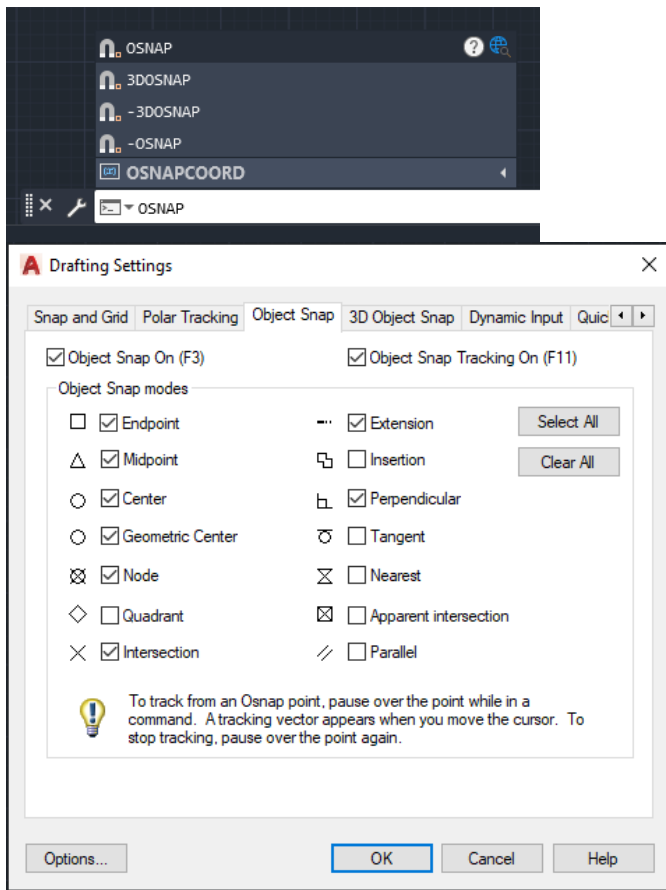 OSNAP
3DOSNAP
-3DOSNAP
-OSNAP
OSNAPCOORD
OSNAP
Drafting Settings
Snap and Grid Polar Tracking Object Snap 3D Object Snap Dynamic Input Quic
Object Snap On (F3) Object Snap Tracking On (F11)
Object Snap modes
Endpoint Extension Select All
Midpoint Insertion Clear All
Center Perpendicular
Geometric Center Tangent
Node Nearest
Quadrant Apparent intersection
Intersection Parallel
To track from an Osnap point, pause over the point while in a
command. A tracking vector appears when you move the cursor. To
stop tracking, pause over the point again.
Options... OK Cancel Help